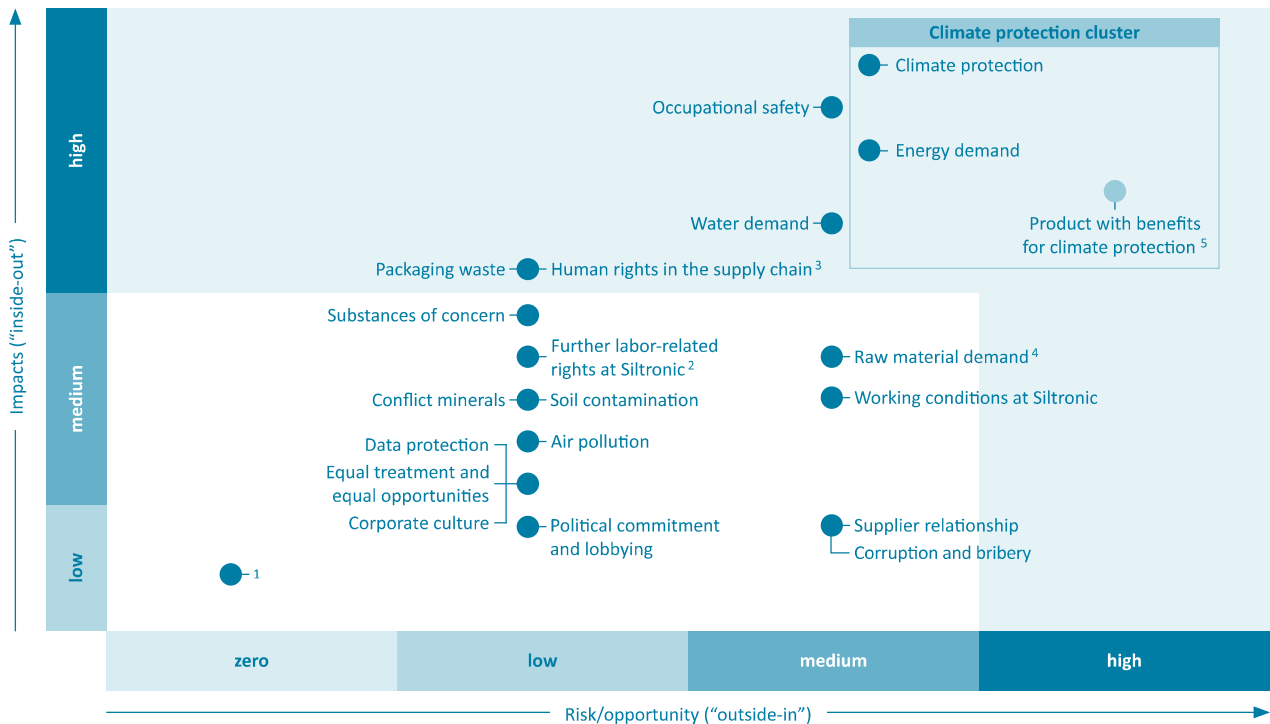 Climate protection cluster
Climate protection
Occupational safety
Energy demand
Water demand
Product with benefits
for climate protection 5
Packaging waste
Human rights in the supply chain 3
Substances of concern
Further labor-related
rights at Siltronic 2
Raw material demand 4
Conflict minerals
Soil contamination
Working conditions at Siltronic
Data protection
Air pollution
Equal treatment and
equal opportunities
Corporate culture
Political commitment
and lobbying
Supplier relationship
Corruption and bribery
1
Impacts (“inside-out”)
high
medium
low
zero
low
medium
high
Risk/opportunity (“outside-in”)